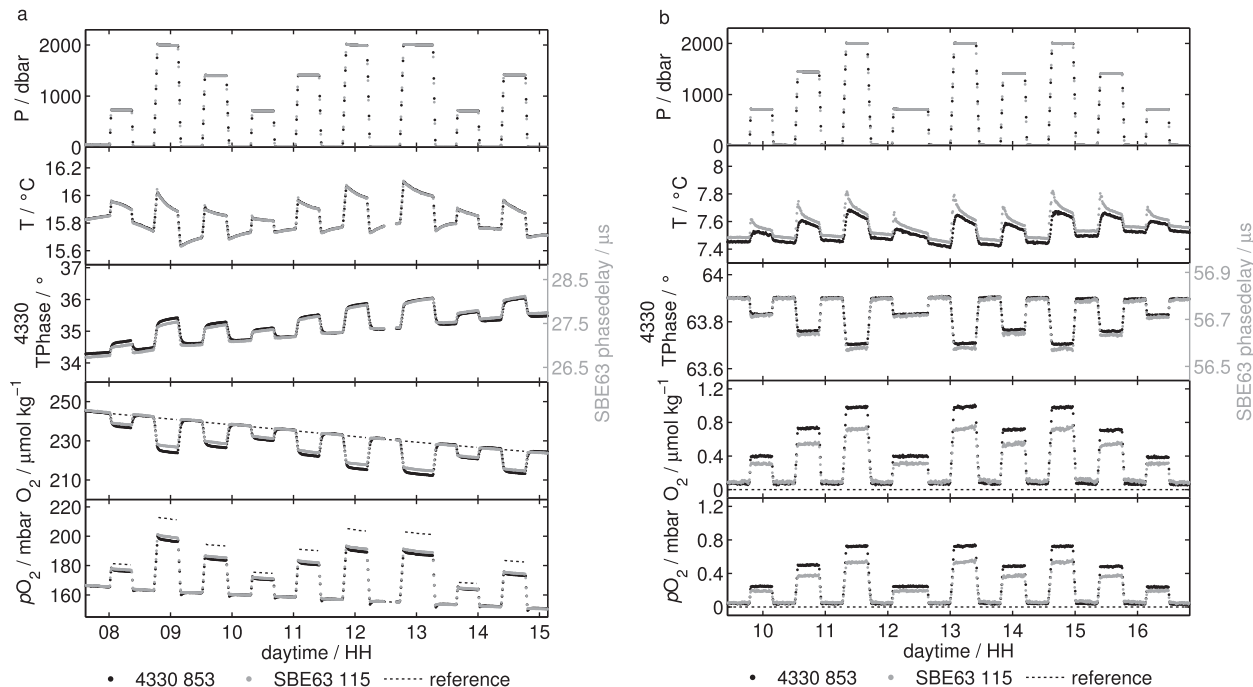 a
P / dbar
2000
1000
0
T / °C
16.2
16
15.8
15.6
4330
TPhase / °
37
36
35
34
28.5
27.5
26.5
SBE63 phasedelay / µs
O₂ / µmol kg⁻¹
250
230
210
pO₂ / mbar
220
200
180
160
08 09 10 11 12 13 14 15
daytime / HH
4330 853 SBE63 115 reference
b
P / dbar
2000
1000
0
T / °C
8
7.8
7.6
7.4
4330
TPhase / °
64
63.8
63.6
56.9
56.7
56.5
SBE63 phasedelay / µs
O₂ / µmol kg⁻¹
1.2
0.8
0.4
0
pO₂ / mbar
1.2
0.8
0.4
0
10 11 12 13 14 15 16
daytime / HH
4330 853 SBE63 115 reference